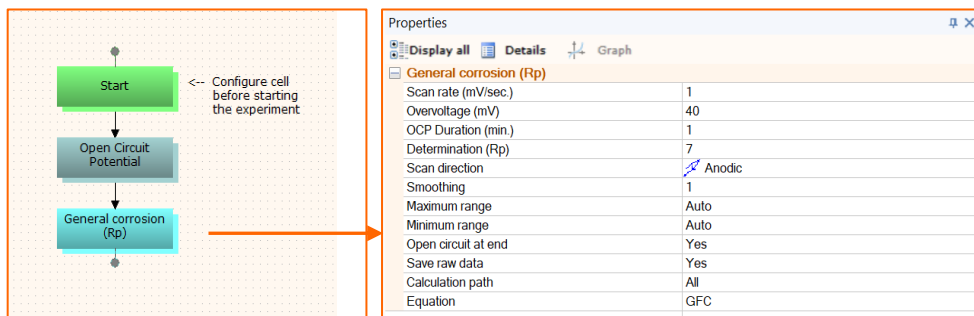 Start
<-- Configure cell
before starting
the experiment
Open Circuit
Potential
General corrosion
(Rp)
Properties
Display all Details Graph
General corrosion (Rp)
Scan rate (mV/sec.) 1
Overvoltage (mV) 40
OCP Duration (min.) 1
Determination (Rp) 7
Scan direction Anodic
Smoothing 1
Maximum range Auto
Minimum range Auto
Open circuit at end Yes
Save raw data Yes
Calculation path All
Equation GFC